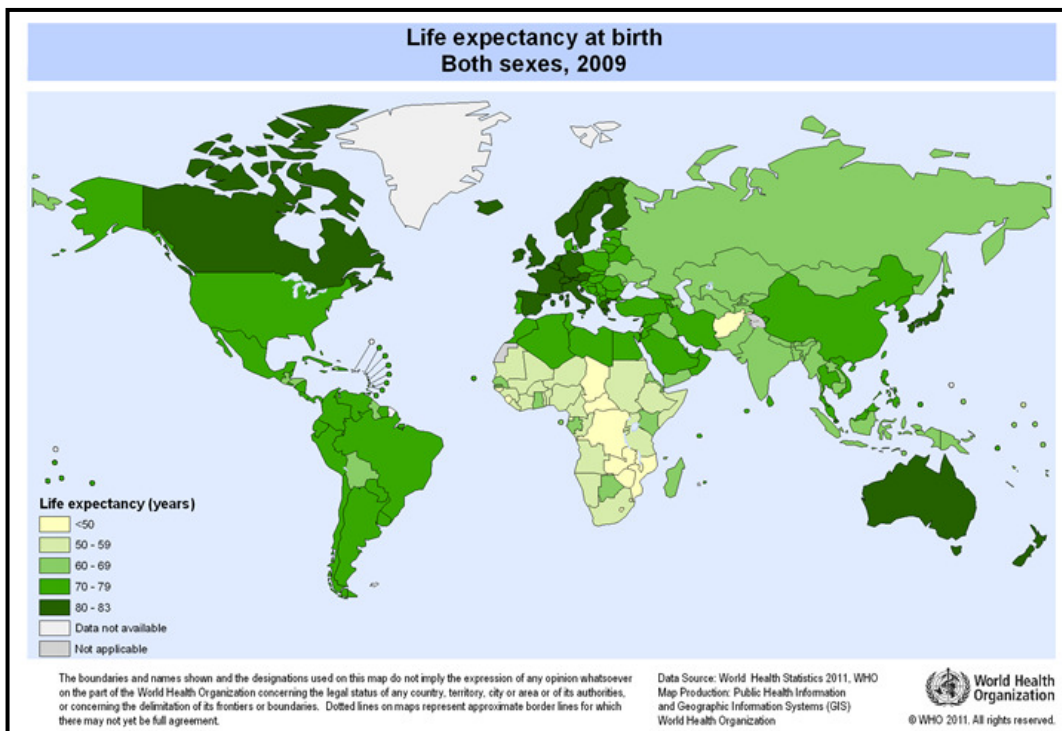 Life expectancy at birth
Both sexes, 2009
Life expectancy (years)
<50
50 - 59
60 - 69
70 - 79
80 - 83
Data not available
Not applicable
The boundaries and names shown and the designations used on this map do not imply the expression of any opinion whatsoever
on the part of the World Health Organization concerning the legal status of any country, territory, city or area or of its authorities,
or concerning the delimitation of its frontiers or boundaries. Dotted lines on maps represent approximate border lines for which
there may not yet be full agreement.
Data Source: World Health Statistics 2011, WHO
Map Production: Public Health Information
and Geographic Information Systems (GIS)
World Health Organization
World Health
Organization
© WHO 2011. All rights reserved.